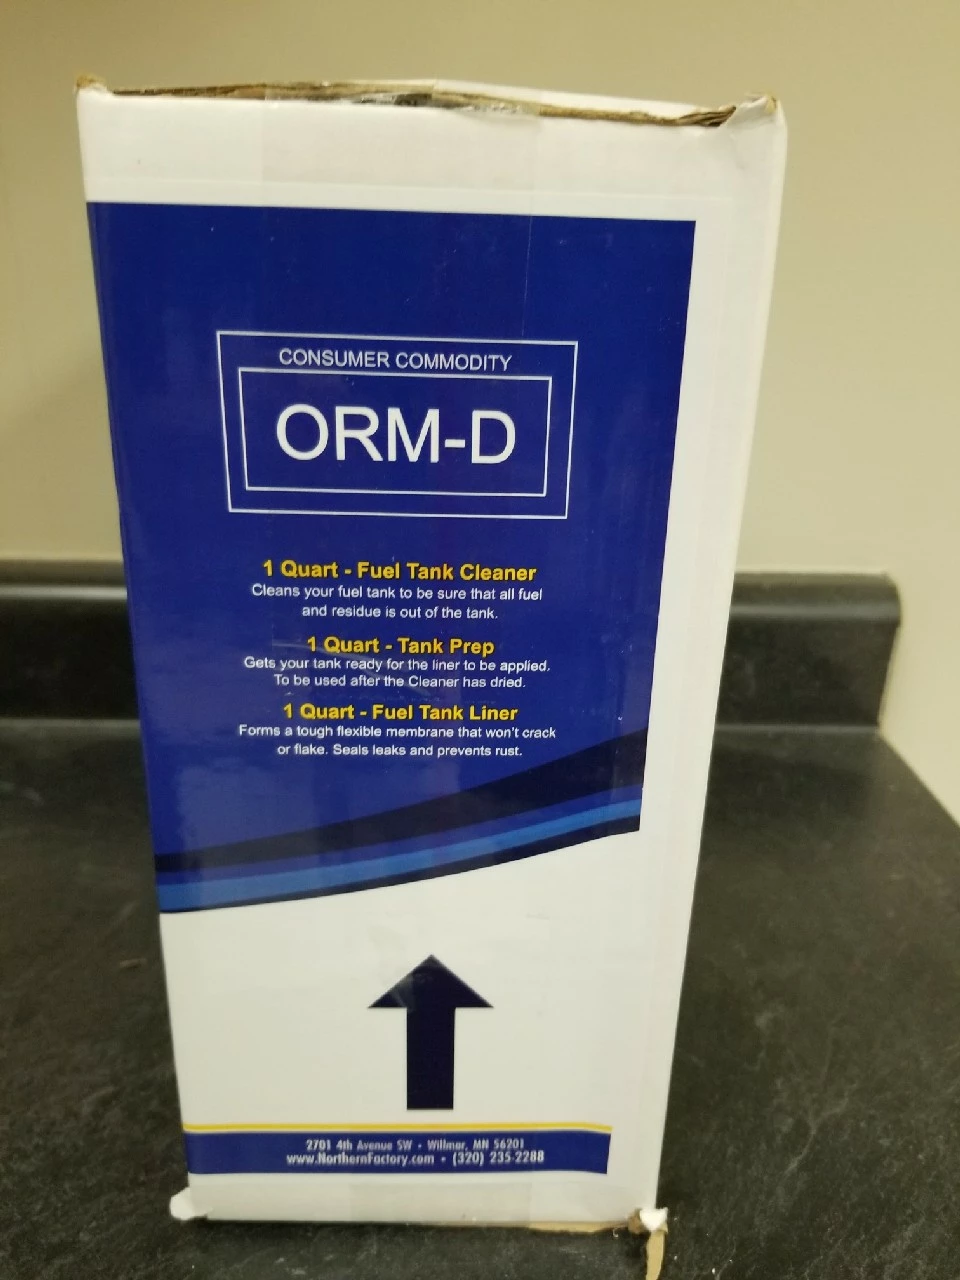 CONSUMER COMMODITY
ORM-D
1 Quart - Fuel Tank Cleaner
Cleans your fuel tank to be sure that all fuel
and residue is out of the tank.
1 Quart - Tank Prep
Gets your tank ready for the liner to be applied.
To be used after the Cleaner has dried.
1 Quart - Fuel Tank Liner
Forms a tough flexible membrane that won't crack
or flake. Seals leaks and prevents rust.
2701 4th Avenue SW • Willmar, MN 56201
www.NorthernFactory.com • (320) 235-2288